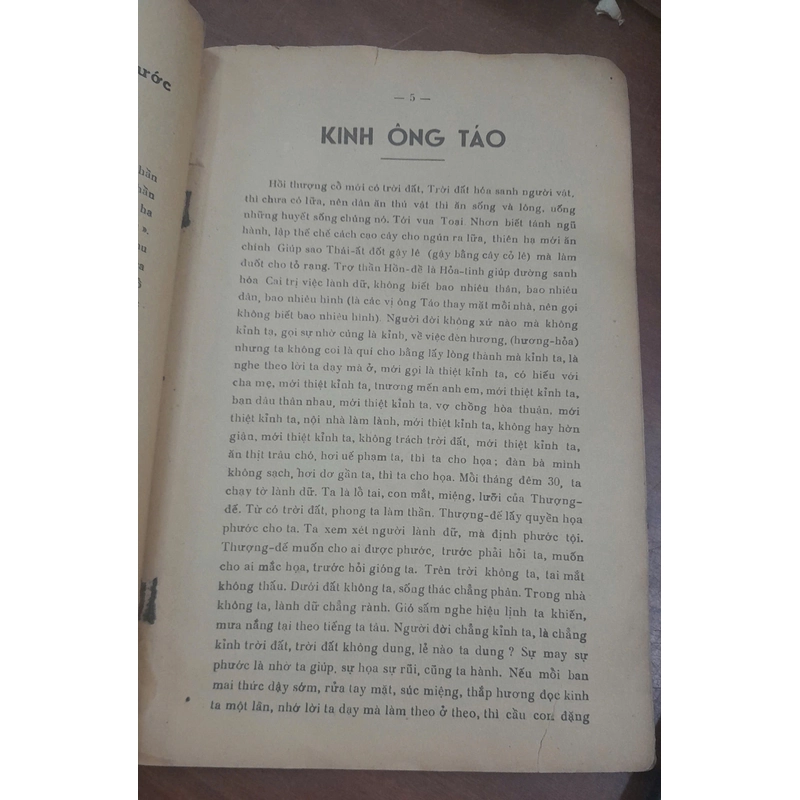 ước
hần
hần
ha
s.
hu
ta
)
— 5 —
KINH ÔNG TÁO
Hồi thượng cổ mới có trời đất, Trời đất hóa sanh người vật,
thì chưa có lữa, nên dân ăn thú vật thì ăn sống và lông, uống
những huyết sống chúng nó. Tới vua Toại Nhơn biết tánh ngũ
hành, lập thế chế cách cạo cây cho ngún ra lữa, thiên hạ mới ăn
chính Giúp sao Thái-ất đốt gây lê (gậy bằng cây cỏ lê) mà làm
đuốt cho tỏ rạng. Trợ thần Hồn-đề là Hỏa-tinh giúp đường sanh
hóa Cai trị việc lành dữ, không biết bao nhiêu thân, bao nhiêu
dân, bao nhiêu hình (là các vị ông Táo thay mặt mỗi nhà, nên gọi
không biết bao nhiêu hình). Người đời không xứ nào mà không
kỉnh ta, gọi sự nhờ cúng là kỉnh, về việc đèn hương, (hương-hỏa)
nhưng ta không coi là quí cho bằng lấy lòng thành mà kỉnh ta, là
nghe theo lời ta dạy mà ở, mới gọi là thiệt kỉnh ta, có hiếu với
cha mẹ, mới thiệt kỉnh ta, tnương mến anh em, mới thiệt kỉnh ta,
bạn dâu thân nhau, mới thiệt kỉnh ta, vợ chồng hòa thuận, mới
thiệt kỉnh ta, nội nhà làm lành, mới thiệt kỉnh ta, không hay hờn
giận, mới thiệt kỉnh ta, không trách trời đất, mới thiệt kỉnh ta,
ăn thịt trâu chó, hơi uế phạm ta, thì ta cho họa ; đàn bà mình
không sạch, hơi dơ gần ta, thì ta cho họa. Mỗi tháng đêm 30, ta
chạy tờ lành dữ. Ta là lỗ tai, con mắt, miệng, lưỡi của Thượng-
đế. Từ có trời đất, phong ta làm thần. Thượng-đế lấy quyền họa
phước cho ta. Ta xem xét người lành dữ, mà định phước tội.
Thượng-đế muốn cho ai được phước, trước phải hỏi ta, muốn
cho ai mắc họa, trước hỏi giòng ta. Trên trời không ta, tai mắt
không thấu. Dưới đất không ta, sống thác chẳng phân. Trong nhà
không ta, lành dữ chẳng rành. Gió sấm nghe hiệu lịnh ta khiến,
mưa nắng tại theo tiếng ta tàu. Người đời chẳng kỉnh ta, là chẳng
kỉnh trời đất, trời đất không dung, lẽ nào ta dung ? Sự may sự
phước là nhờ ta giúp, sự họa sự rũi, cũng ta hành. Nếu mỗi ban
mai thức dậy sớm, rửa tay mặt, súc miệng, thắp hương đọc kinh
ta một lần, nhớ lời ta dạy mà làm theo ở theo, thì cầu con đặng